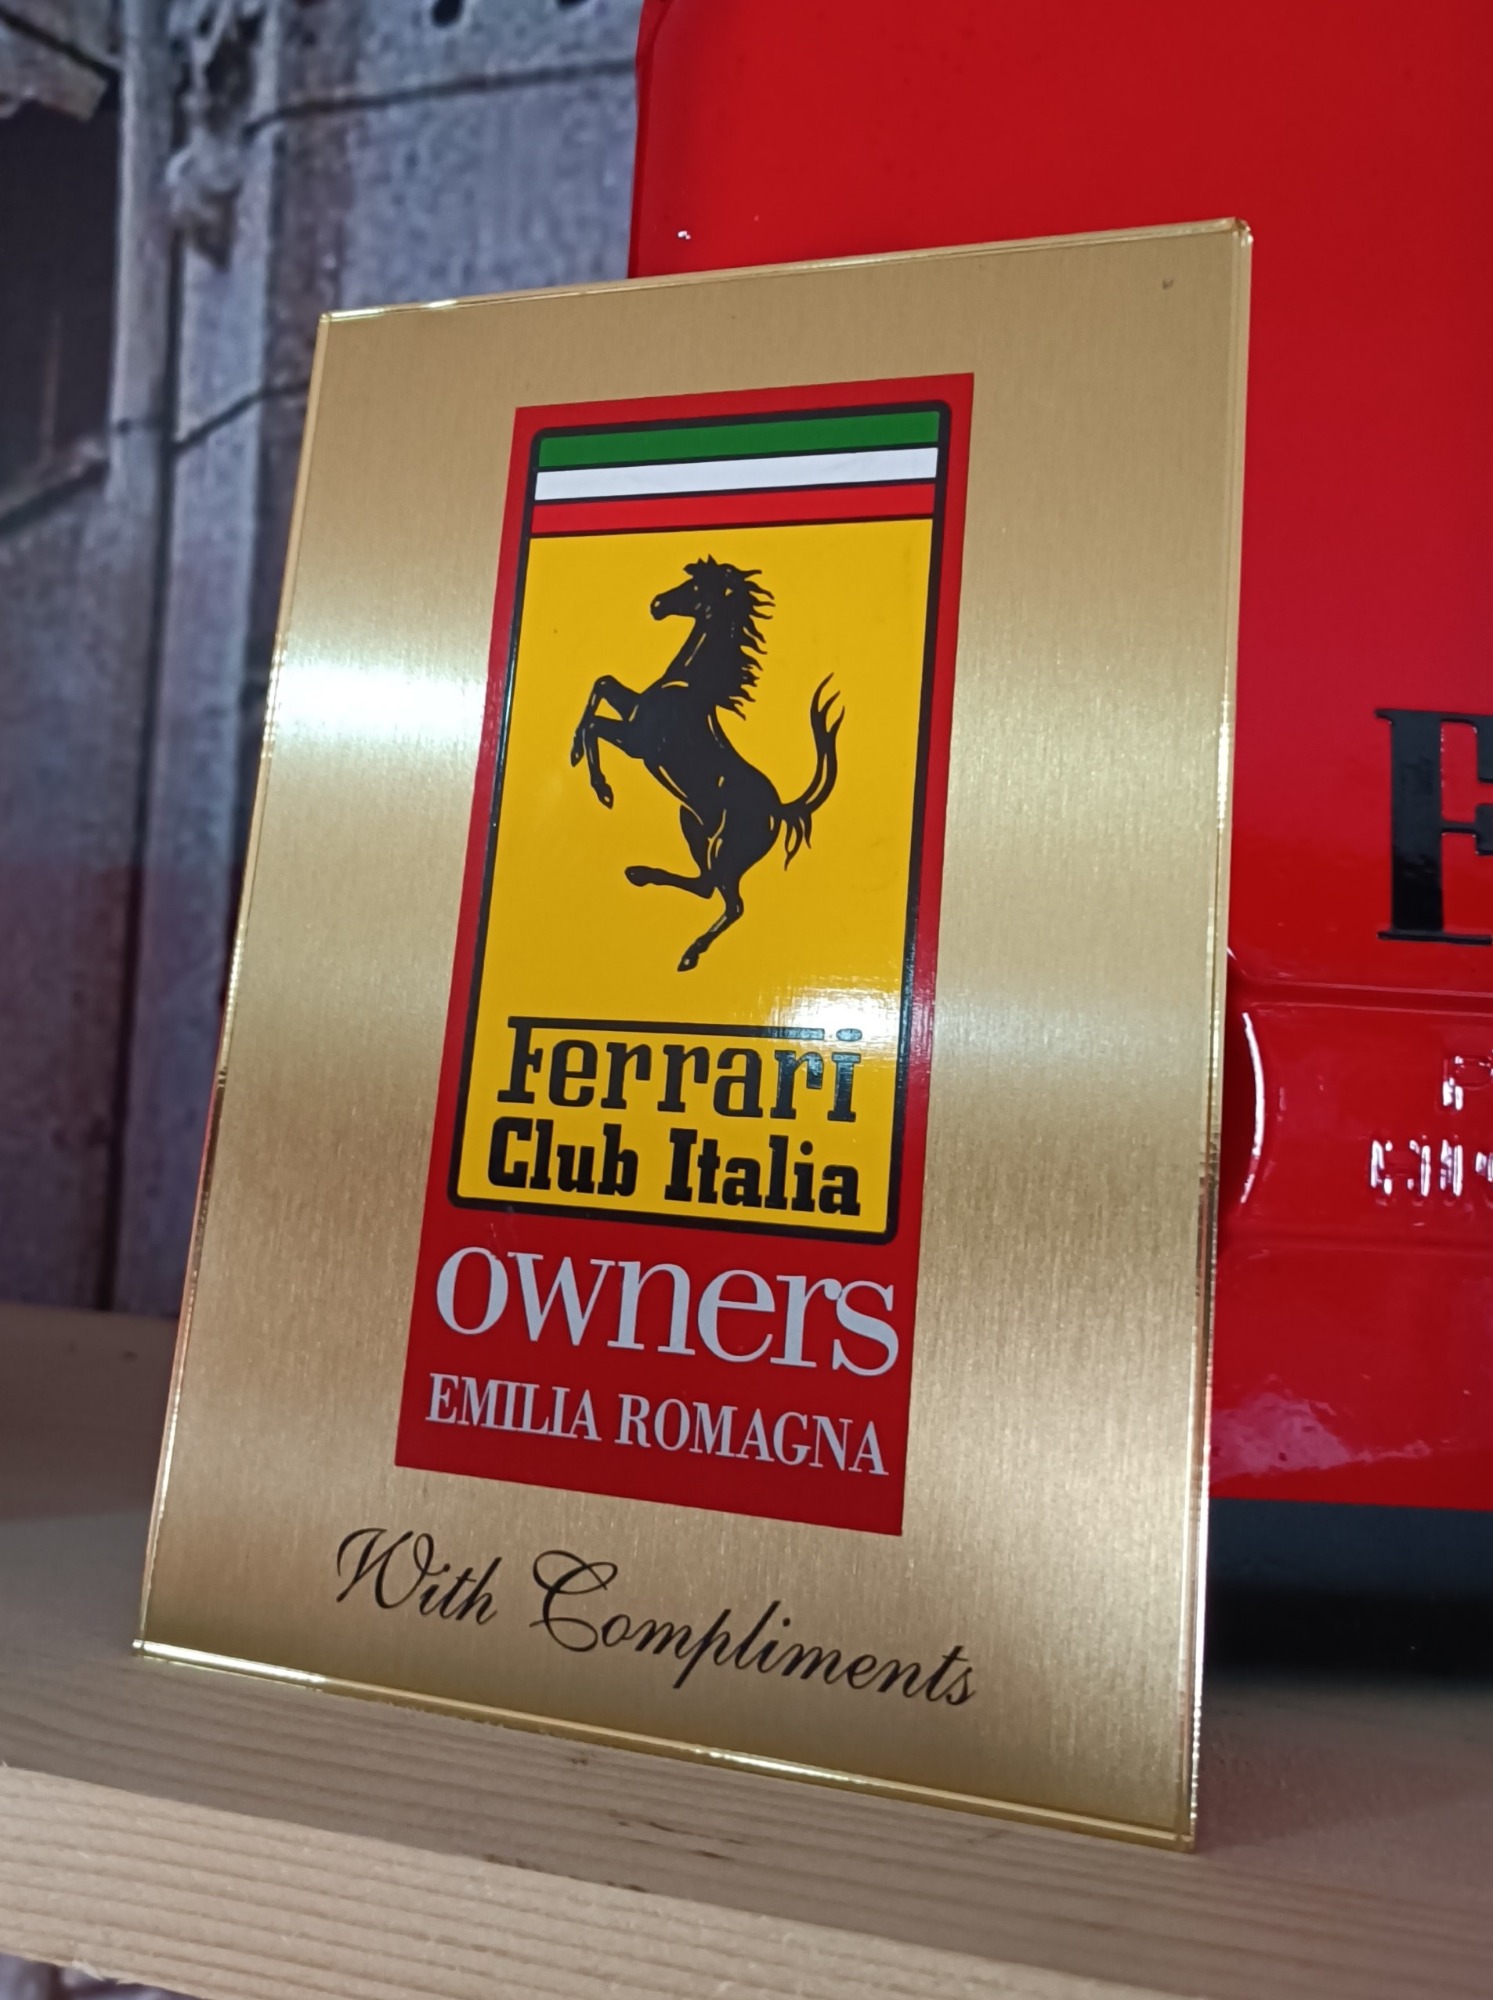 Ferrari
Club Italia
owners
EMILIA ROMAGNA
With Compliments